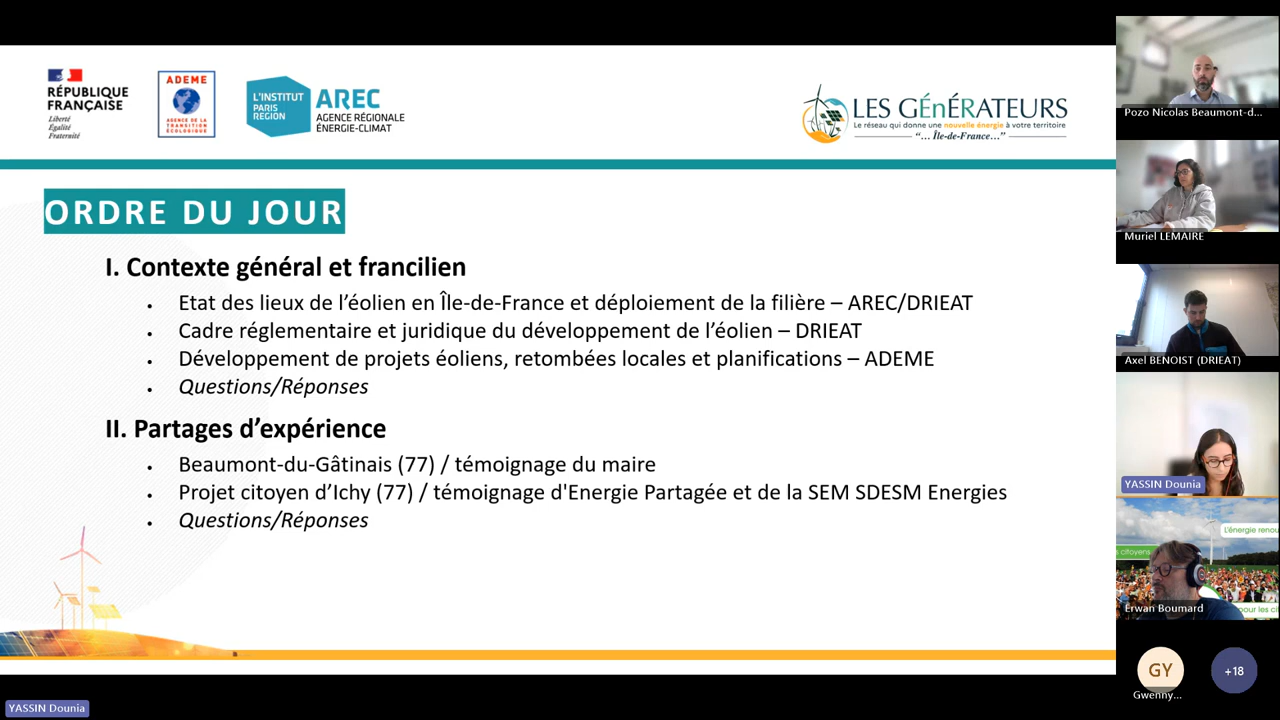 RÉPUBLIQUE
FRANÇAISE
Liberté
Égalité
Fraternité
ADEME
AGENCE DE LA
TRANSITION
ÉCOLOGIQUE
L'INSTITUT
PARIS
REGION
AREC
AGENCE RÉGIONALE
ÉNERGIE-CLIMAT
LES GÉnÉRATEURS
Le réseau qui donne une nouvelle énergie à votre territoire
“... Île-de-France...”
ORDRE DU JOUR
I. Contexte général et francilien
• Etat des lieux de l’éolien en Île-de-France et déploiement de la filière – AREC/DRIEAT
• Cadre réglementaire et juridique du développement de l’éolien – DRIEAT
• Développement de projets éoliens, retombées locales et planifications – ADEME
• Questions/Réponses
II. Partages d’expérience
• Beaumont-du-Gâtinais (77) / témoignage du maire
• Projet citoyen d’Ichy (77) / témoignage d'Energie Partagée et de la SEM SDESM Energies
• Questions/Réponses
YASSIN Dounia
Pozo Nicolas Beaumont-d...
Muriel LEMAIRE
Axel BENOIST (DRIEAT)
YASSIN Dounia
L'énergie renou
s citoyens
pour les cit
Erwan Boumard
GY
Gwenny...
+18